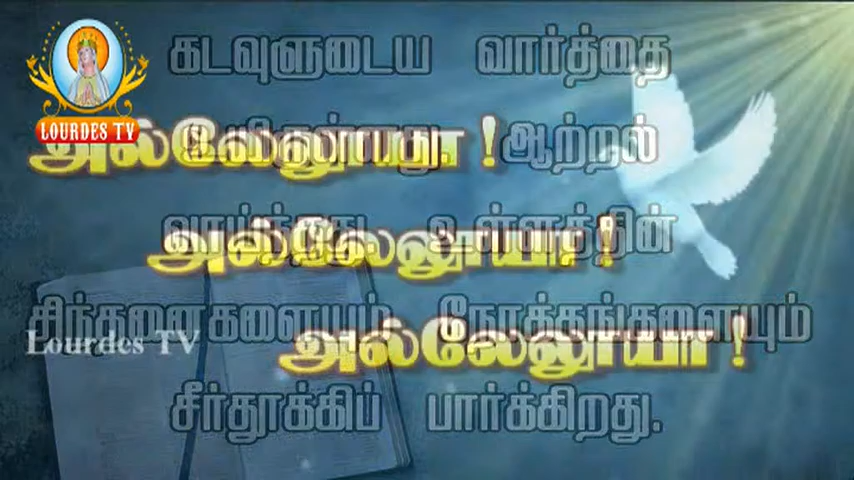 கடவுளுடைய வார்த்தை
LOURDES TV
அல்லேலூயா ! ஆற்றல்
உள்ளத்தின்
அல்லேலூயா !
சிந்தனைகளையும் நோக்கங்களையும்
Lourdes TV
அல்லேலூயா !
சீர்தூக்கிப் பார்க்கிறது.